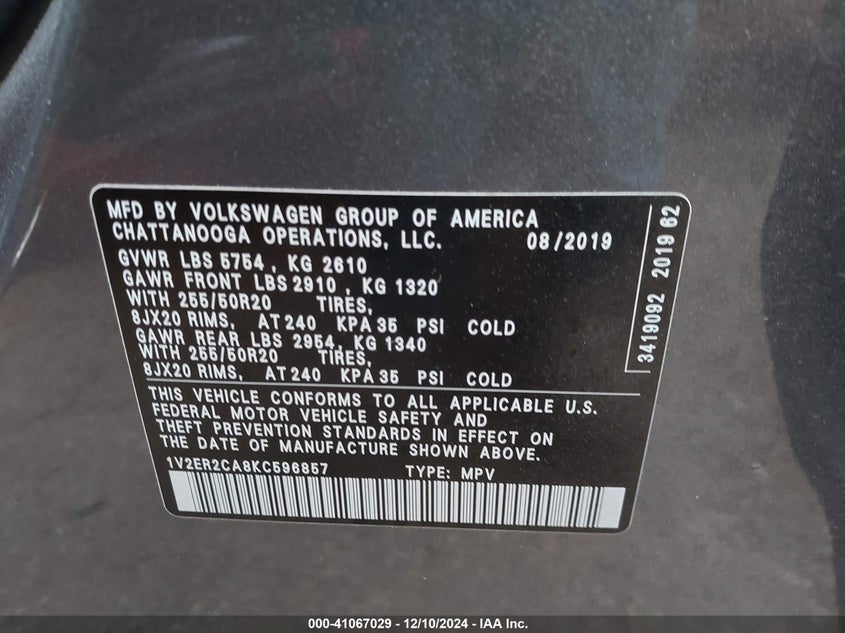 MFD BY VOLKSWAGEN GROUP OF AMERICA
CHATTANOOGA OPERATIONS, LLC. 08/2019
GVWR LBS 5754 , KG 2610
GAWR FRONT LBS 2910 , KG 1320
WITH 255/50R20 TIRES,
8JX20 RIMS, AT 240 KPA 35 PSI COLD
GAWR REAR LBS 2954, KG 1340
WITH 255/50R20 TIRES,
8JX20 RIMS, AT 240 KPA 35 PSI COLD
THIS VEHICLE CONFORMS TO ALL APPLICABLE U.S.
FEDERAL MOTOR VEHICLE SAFETY AND
THEFT PREVENTION STANDARDS IN EFFECT ON
THE DATE OF MANUFACTURE SHOWN ABOVE.
1V2ER2CA8KC596857 TYPE: MPV
3419092 2019 62
000-41067029 - 12/10/2024 - IAA Inc.